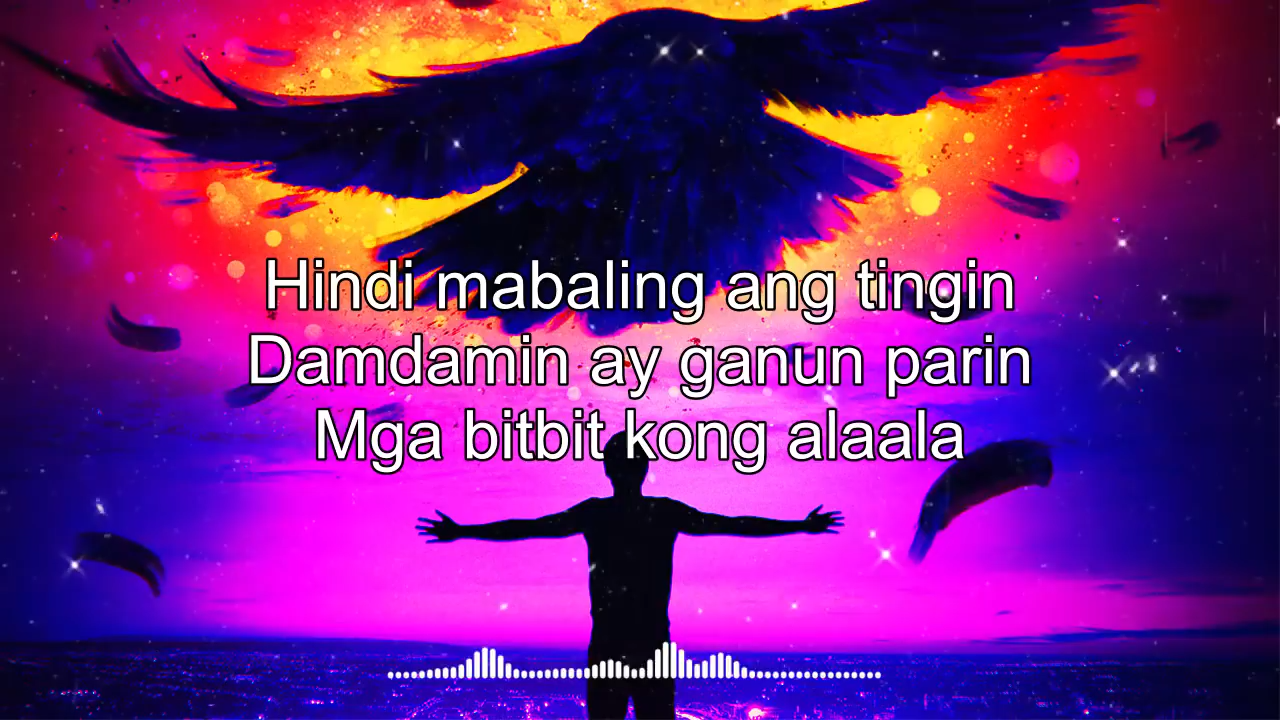 Hindi mabaling ang tingin
Damdamin ay ganun parin
Mga bitbit kong alaala